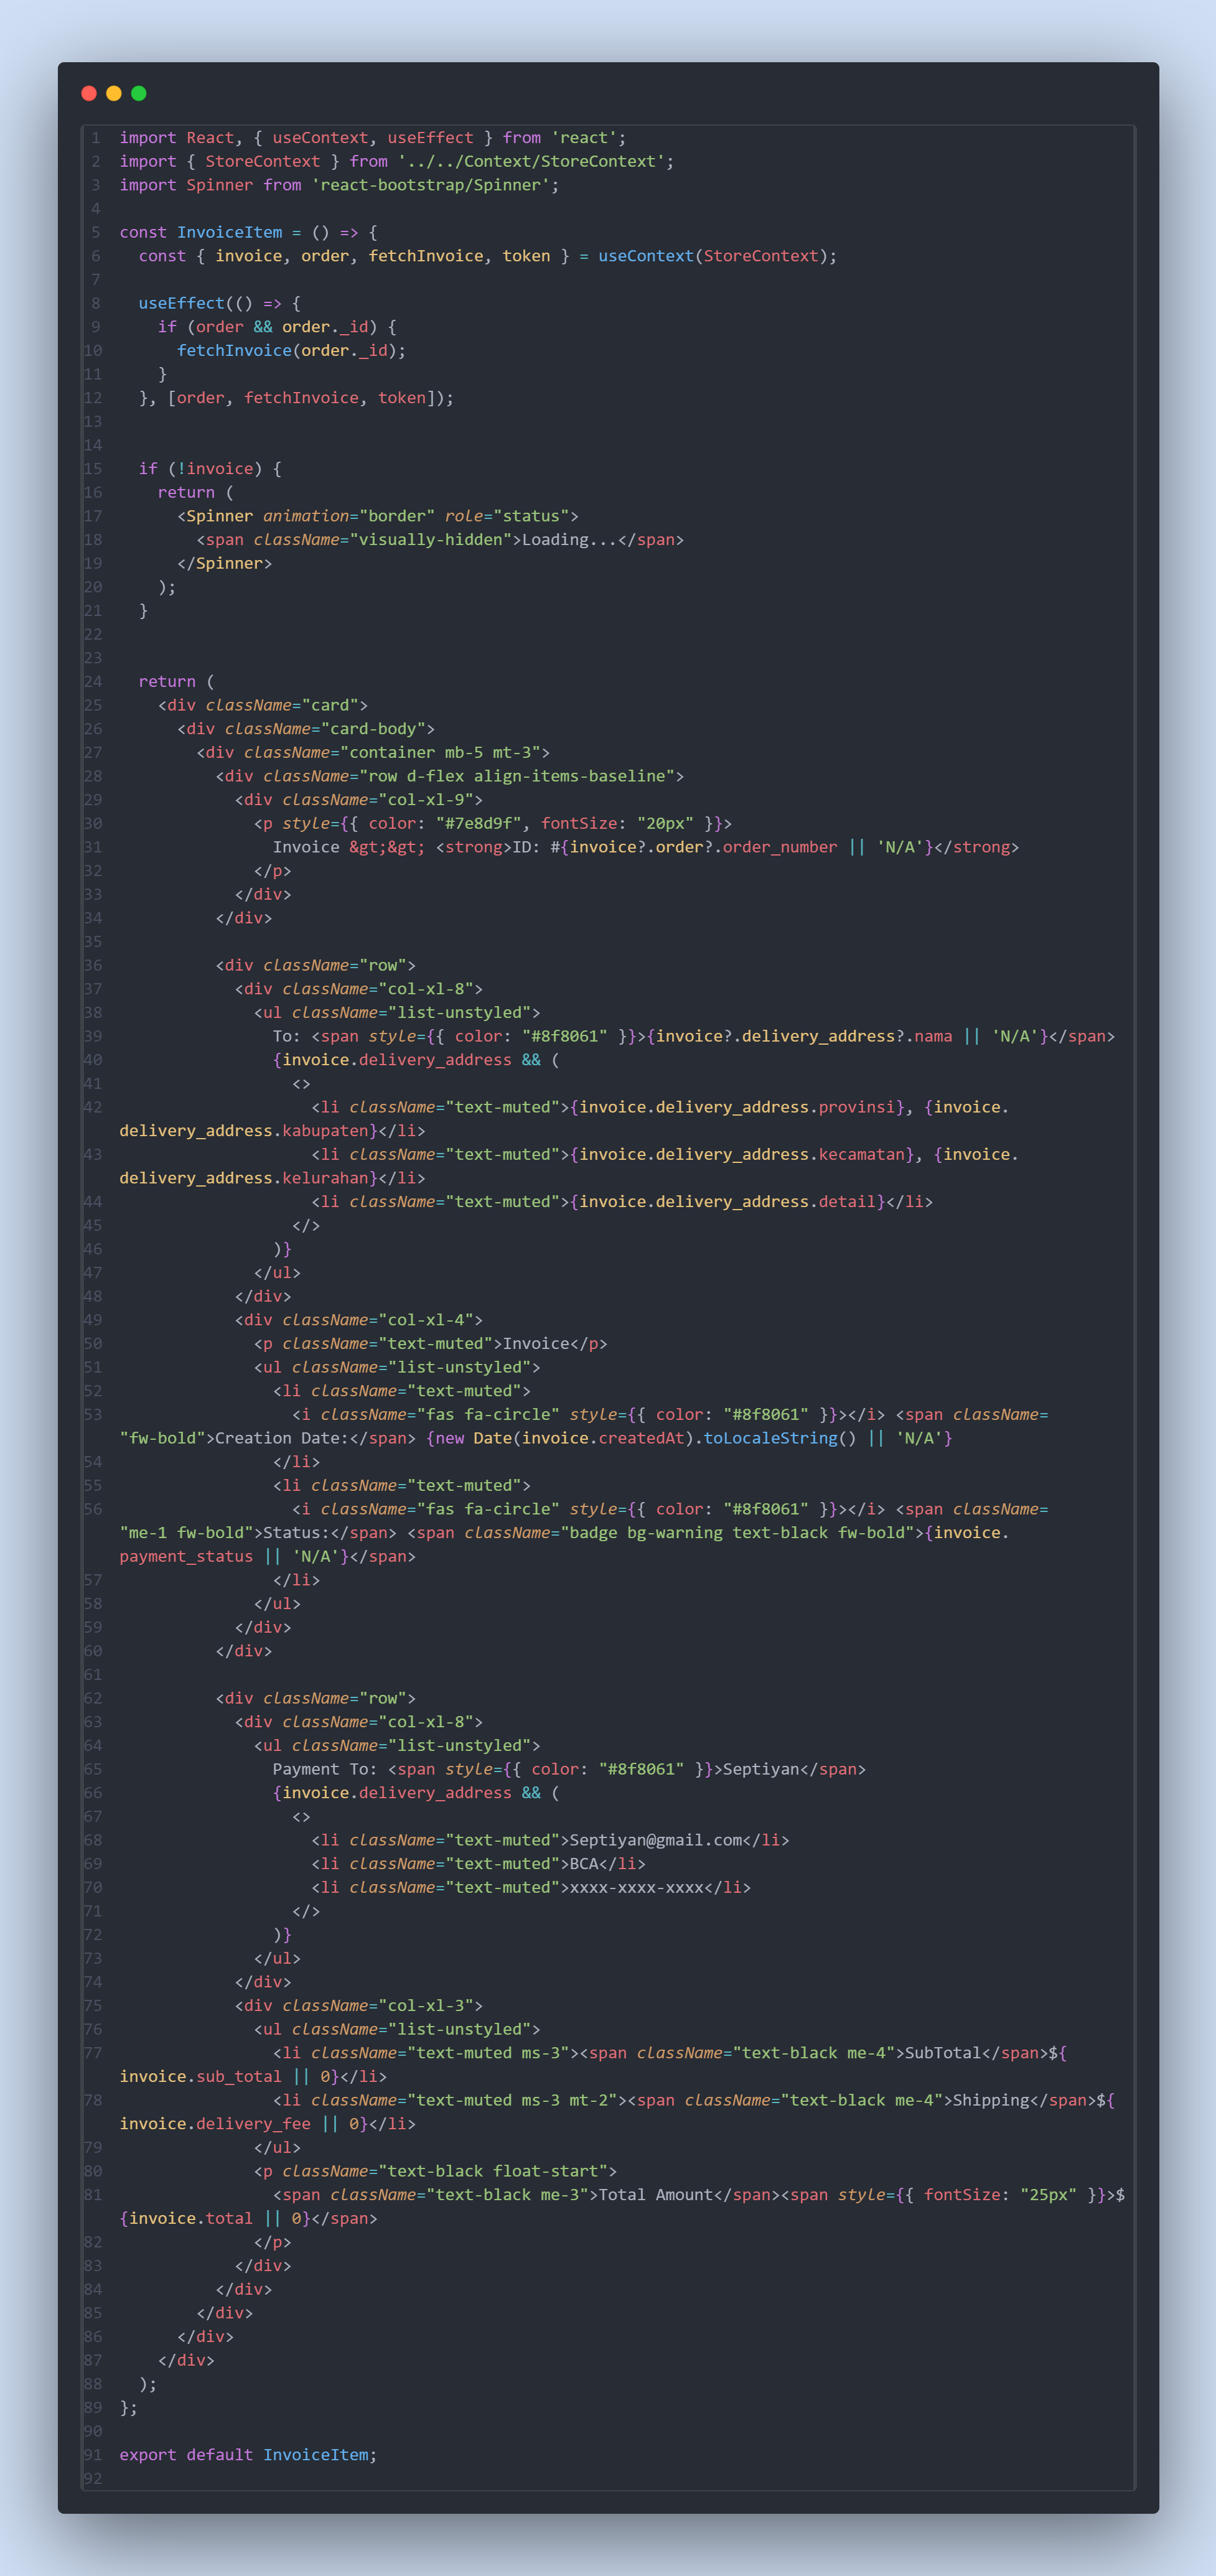 1 import React, { useContext, useEffect } from 'react';
2 import { StoreContext } from '../../Context/StoreContext';
3 import Spinner from 'react-bootstrap/Spinner';
4
5 const InvoiceItem = () => {
6   const { invoice, order, fetchInvoice, token } = useContext(StoreContext);
7
8   useEffect(() => {
9     if (order && order._id) {
10       fetchInvoice(order._id);
11     }
12   }, [order, fetchInvoice, token]);
13
14
15   if (!invoice) {
16     return (
17       <Spinner animation="border" role="status">
18         <span className="visually-hidden">Loading...</span>
19       </Spinner>
20     );
21   }
22
23
24   return (
25     <div className="card">
26       <div className="card-body">
27         <div className="container mb-5 mt-3">
28           <div className="row d-flex align-items-baseline">
29             <div className="col-xl-9">
30               <p style={{ color: "#7e8d9f", fontSize: "20px" }}>
31                 Invoice &gt;&gt; <strong>ID: #{invoice?.order?.order_number || 'N/A'}</strong>
32               </p>
33             </div>
34           </div>
35
36           <div className="row">
37             <div className="col-xl-8">
38               <ul className="list-unstyled">
39                 To: <span style={{ color: "#8f8061" }}>{invoice?.delivery_address?.nama || 'N/A'}</span>
40                 {invoice.delivery_address && (
41                   <>
42                     <li className="text-muted">{invoice.delivery_address.provinsi}, {invoice.
delivery_address.kabupaten}</li>
43                     <li className="text-muted">{invoice.delivery_address.kecamatan}, {invoice.
delivery_address.kelurahan}</li>
44                     <li className="text-muted">{invoice.delivery_address.detail}</li>
45                   </>
46                 )}
47               </ul>
48             </div>
49             <div className="col-xl-4">
50               <p className="text-muted">Invoice</p>
51               <ul className="list-unstyled">
52                 <li className="text-muted">
53                   <i className="fas fa-circle" style={{ color: "#8f8061" }}></i> <span className=
"fw-bold">Creation Date:</span> {new Date(invoice.createdAt).toLocaleString() || 'N/A'}
54                 </li>
55                 <li className="text-muted">
56                   <i className="fas fa-circle" style={{ color: "#8f8061" }}></i> <span className=
"me-1 fw-bold">Status:</span> <span className="badge bg-warning text-black fw-bold">{invoice.
payment_status || 'N/A'}</span>
57                 </li>
58               </ul>
59             </div>
60           </div>
61
62           <div className="row">
63             <div className="col-xl-8">
64               <ul className="list-unstyled">
65                 Payment To: <span style={{ color: "#8f8061" }}>Septiyan</span>
66                 {invoice.delivery_address && (
67                   <>
68                     <li className="text-muted">Septiyan@gmail.com</li>
69                     <li className="text-muted">BCA</li>
70                     <li className="text-muted">xxxx-xxxx-xxxx</li>
71                   </>
72                 )}
73               </ul>
74             </div>
75             <div className="col-xl-3">
76               <ul className="list-unstyled">
77                 <li className="text-muted ms-3"><span className="text-black me-4">SubTotal</span>${
invoice.sub_total || 0}</li>
78                 <li className="text-muted ms-3 mt-2"><span className="text-black me-4">Shipping</span>${
invoice.delivery_fee || 0}</li>
79               </ul>
80               <p className="text-black float-start">
81                 <span className="text-black me-3">Total Amount</span><span style={{ fontSize: "25px" }}>$
{invoice.total || 0}</span>
82               </p>
83             </div>
84           </div>
85         </div>
86       </div>
87     </div>
88   );
89 };
90
91 export default InvoiceItem;
92